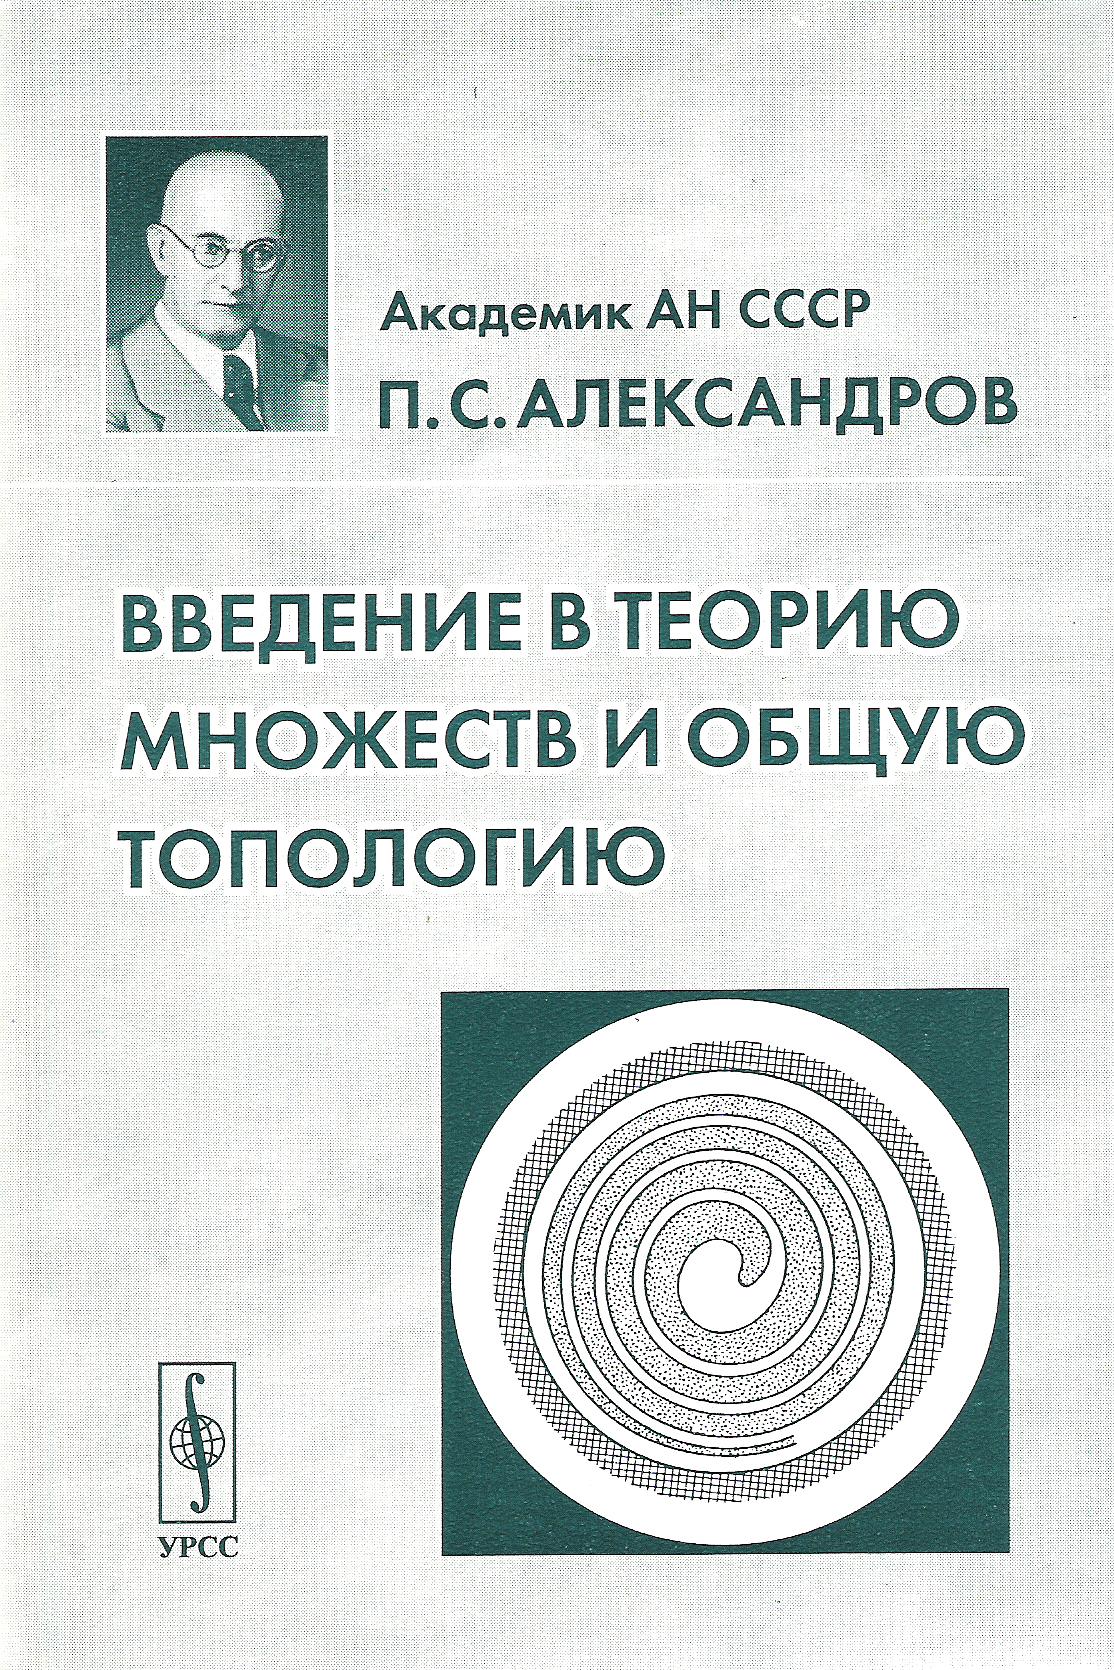 Академик АН СССР
П. С. АЛЕКСАНДРОВ
ВВЕДЕНИЕ В ТЕОРИЮ
МНОЖЕСТВ И ОБЩУЮ
ТОПОЛОГИЮ
УРСС